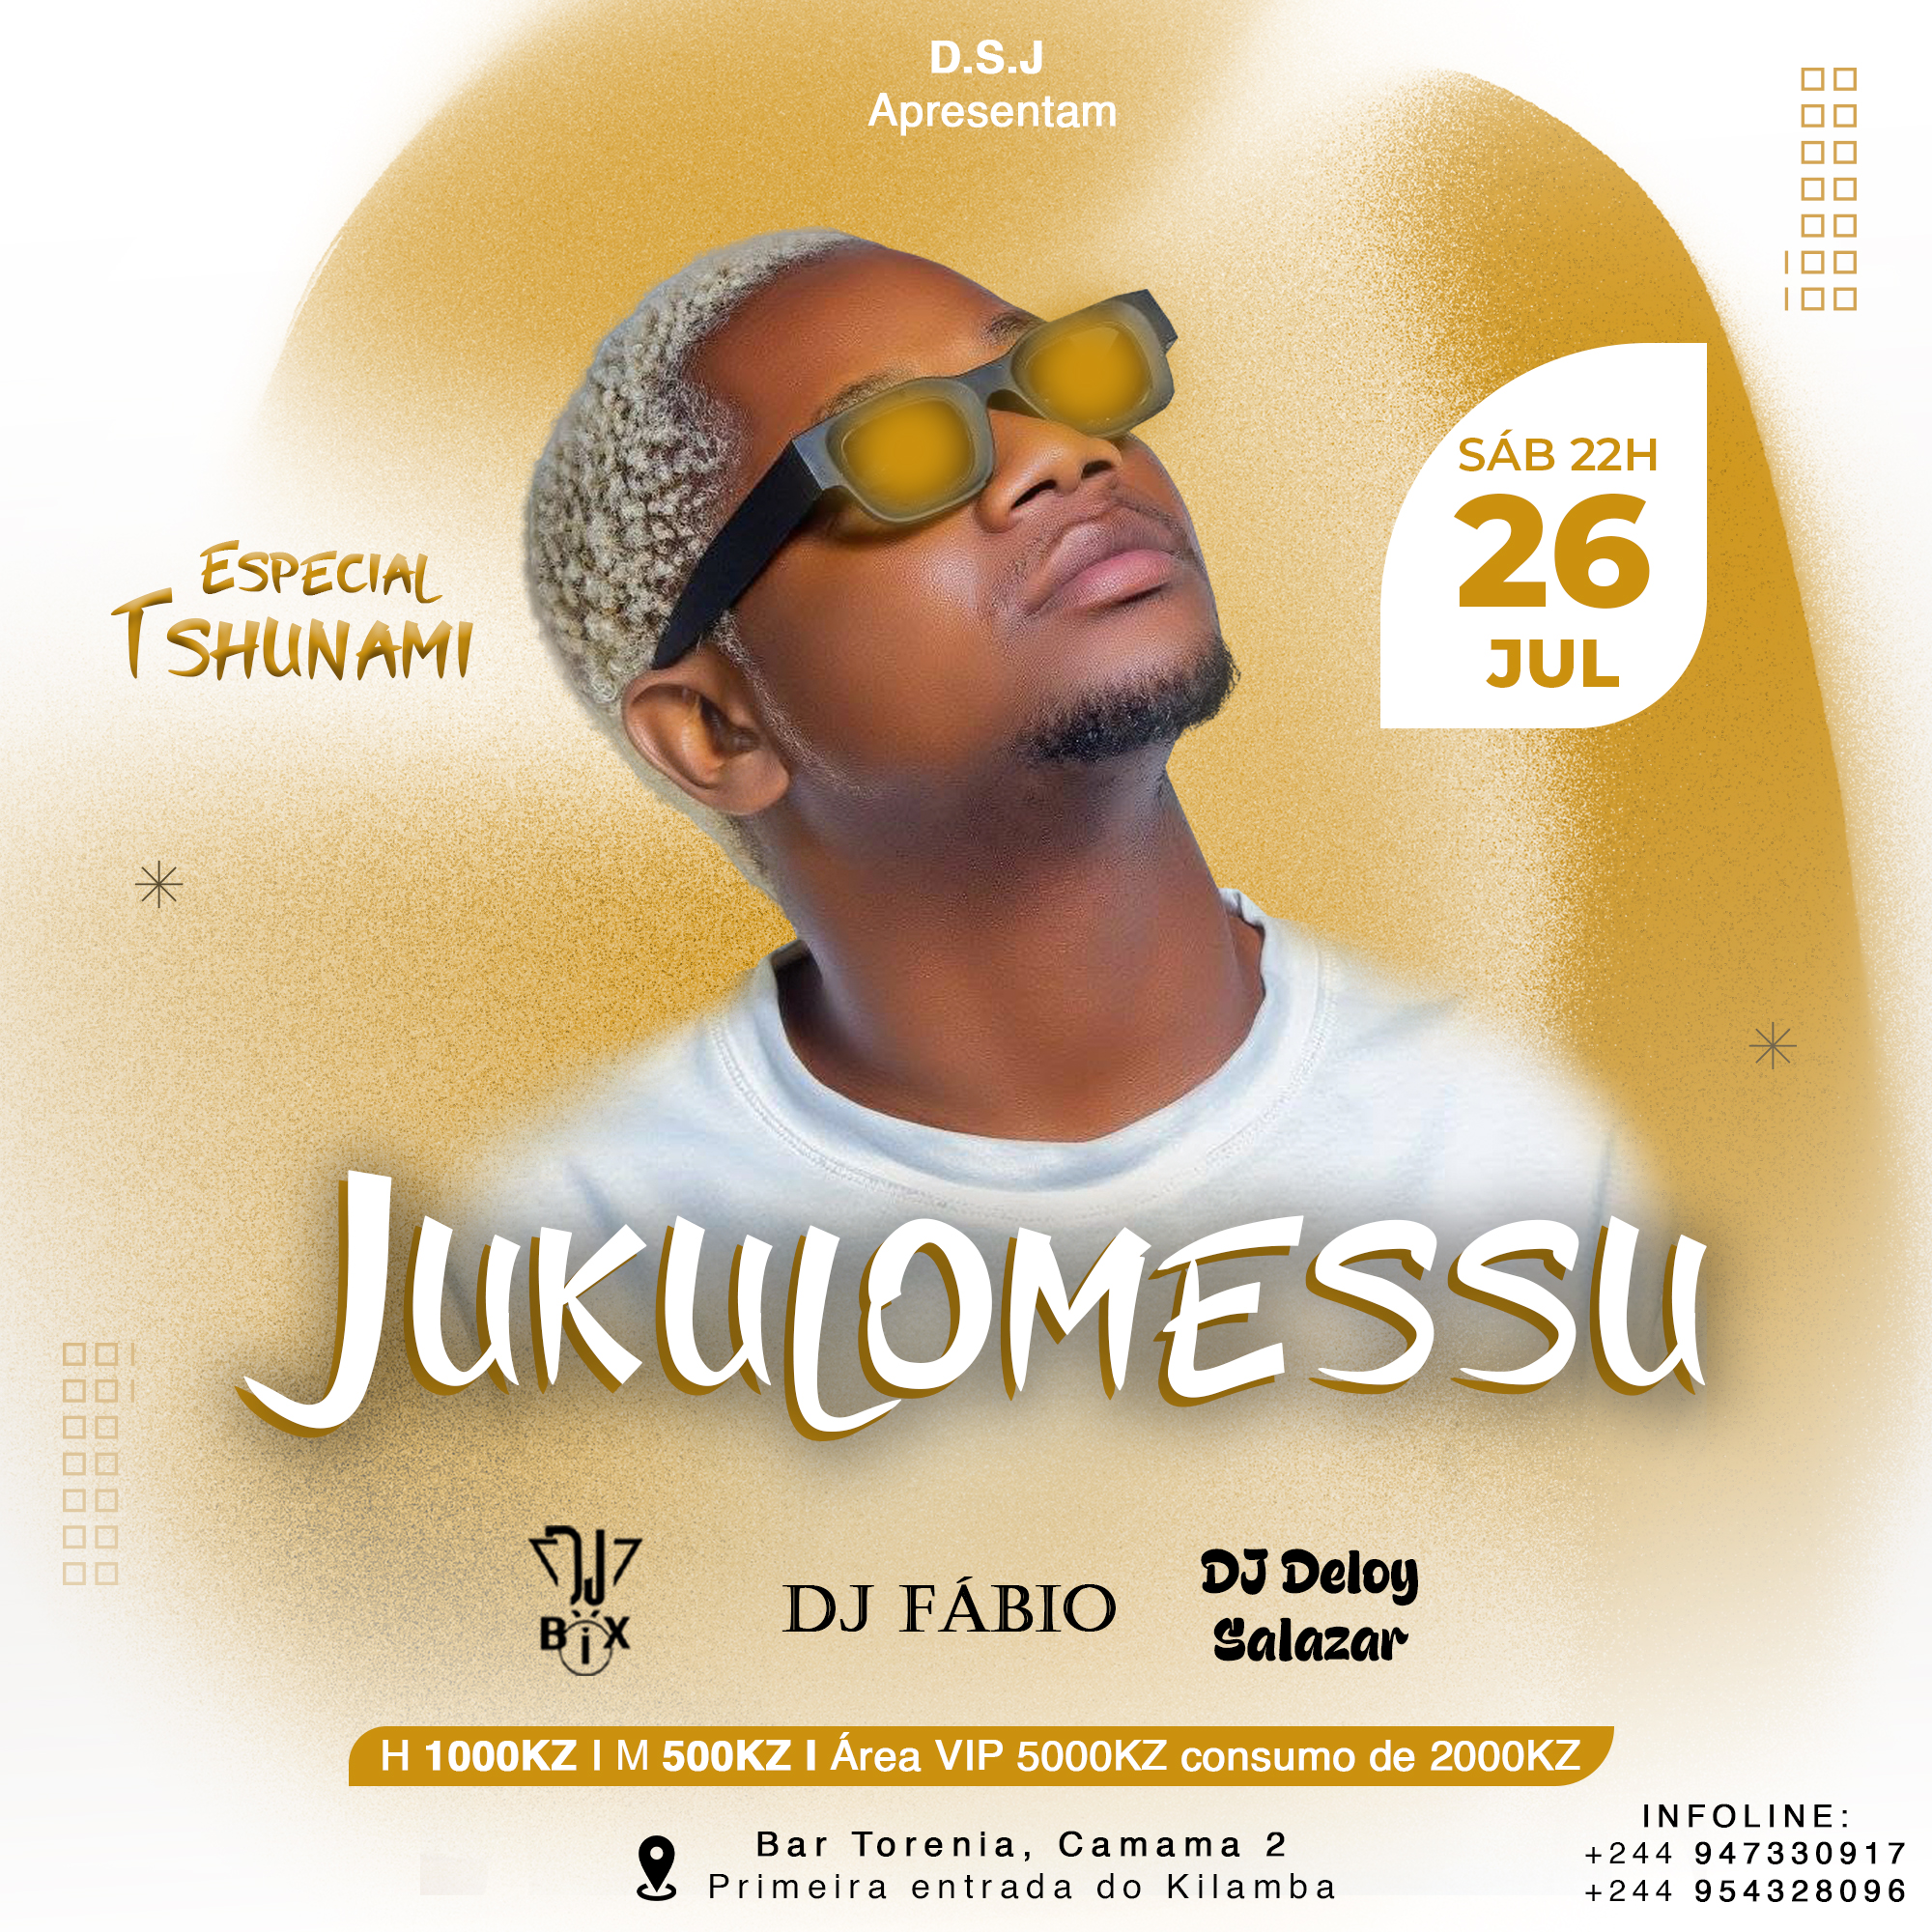 D.S.J
Apresentam
SÁB 22H
26
JUL
ESPECIAL
TSHUNAMI
JUKULOMESSU
DJ
BiX
DJ FÁBIO
DJ Deloy
Salazar
H 1000KZ I M 500KZ I Área VIP 5000KZ consumo de 2000KZ
Bar Torenia, Camama 2
Primeira entrada do Kilamba
INFOLINE:
+244 947330917
+244 954328096